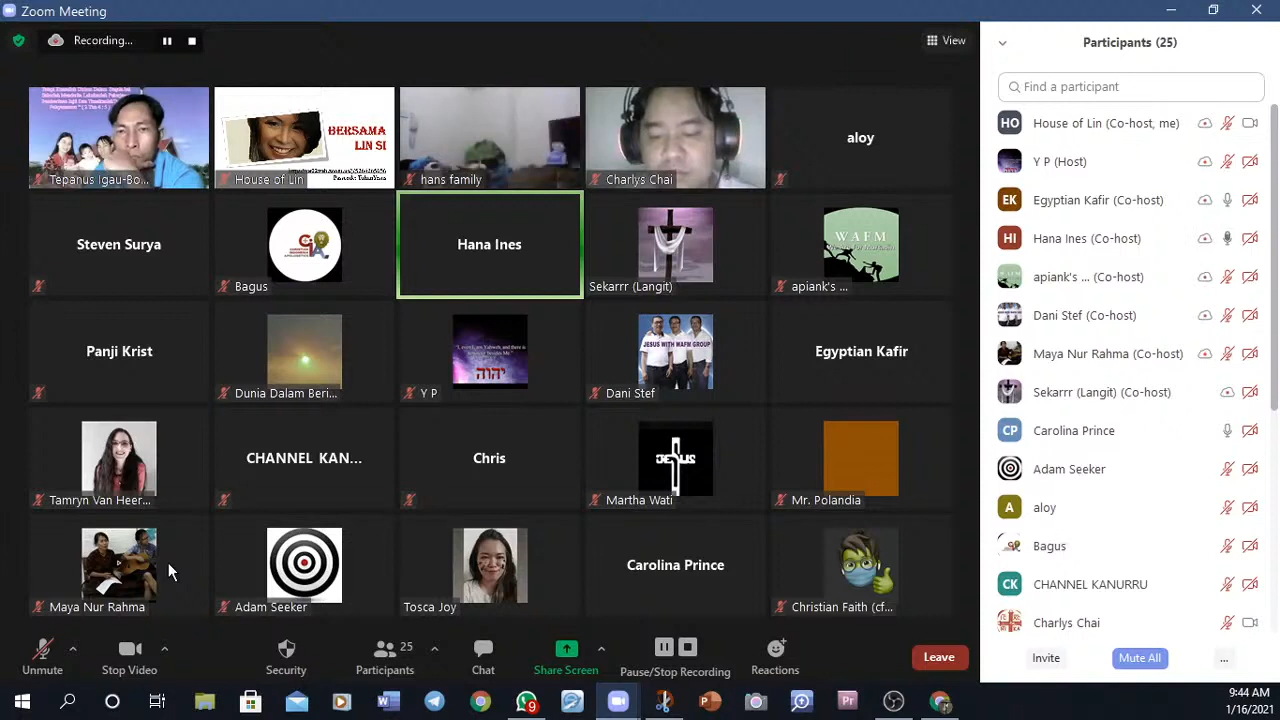 Zoom Meeting
Recording...
View
Participants (25)
Find a participant
Tepanus Igau-Bo...
BERSAMA
LIN SI
House of Lin
hans family
Charlys Chai
aloy
Steven Surya
Bagus
Hana Ines
Sekarrr (Langit)
WAFM
apiank's ...
Panji Krist
Dunia Dalam Beri...
יהוה
Y P
JESUS WITH WAFM GROUP
Dani Stef
Egyptian Kafir
Tamryn Van Heer...
CHANNEL KAN...
Chris
JESUS
Martha Wati
Mr. Polandia
Maya Nur Rahma
Adam Seeker
Tosca Joy
Carolina Prince
Christian Faith (cf...
HO
House of Lin (Co-host, me)
Y P (Host)
EK
Egyptian Kafir (Co-host)
HI
Hana Ines (Co-host)
apiank's ... (Co-host)
Dani Stef (Co-host)
Maya Nur Rahma (Co-host)
Sekarrr (Langit) (Co-host)
CP
Carolina Prince
Adam Seeker
A
aloy
Bagus
CK
CHANNEL KANURRU
Charlys Chai
Invite
Mute All
...
Unmute
Stop Video
Security
25
Participants
Chat
Share Screen
Pause/Stop Recording
Reactions
Leave
9
9:44 AM
1/16/2021